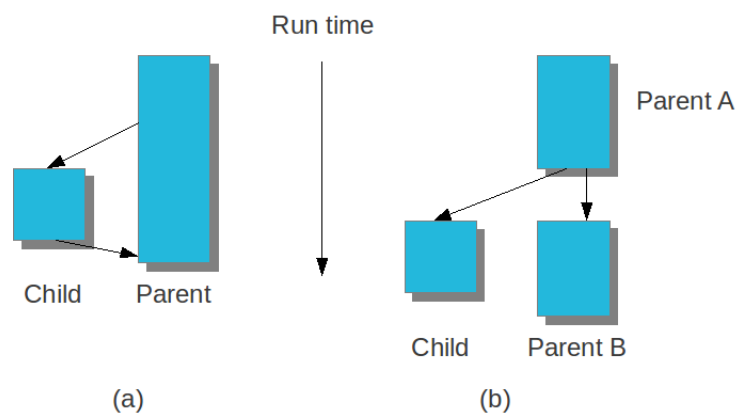 Run time
Parent A
Child
Parent
Child
Parent B
(a)
(b)